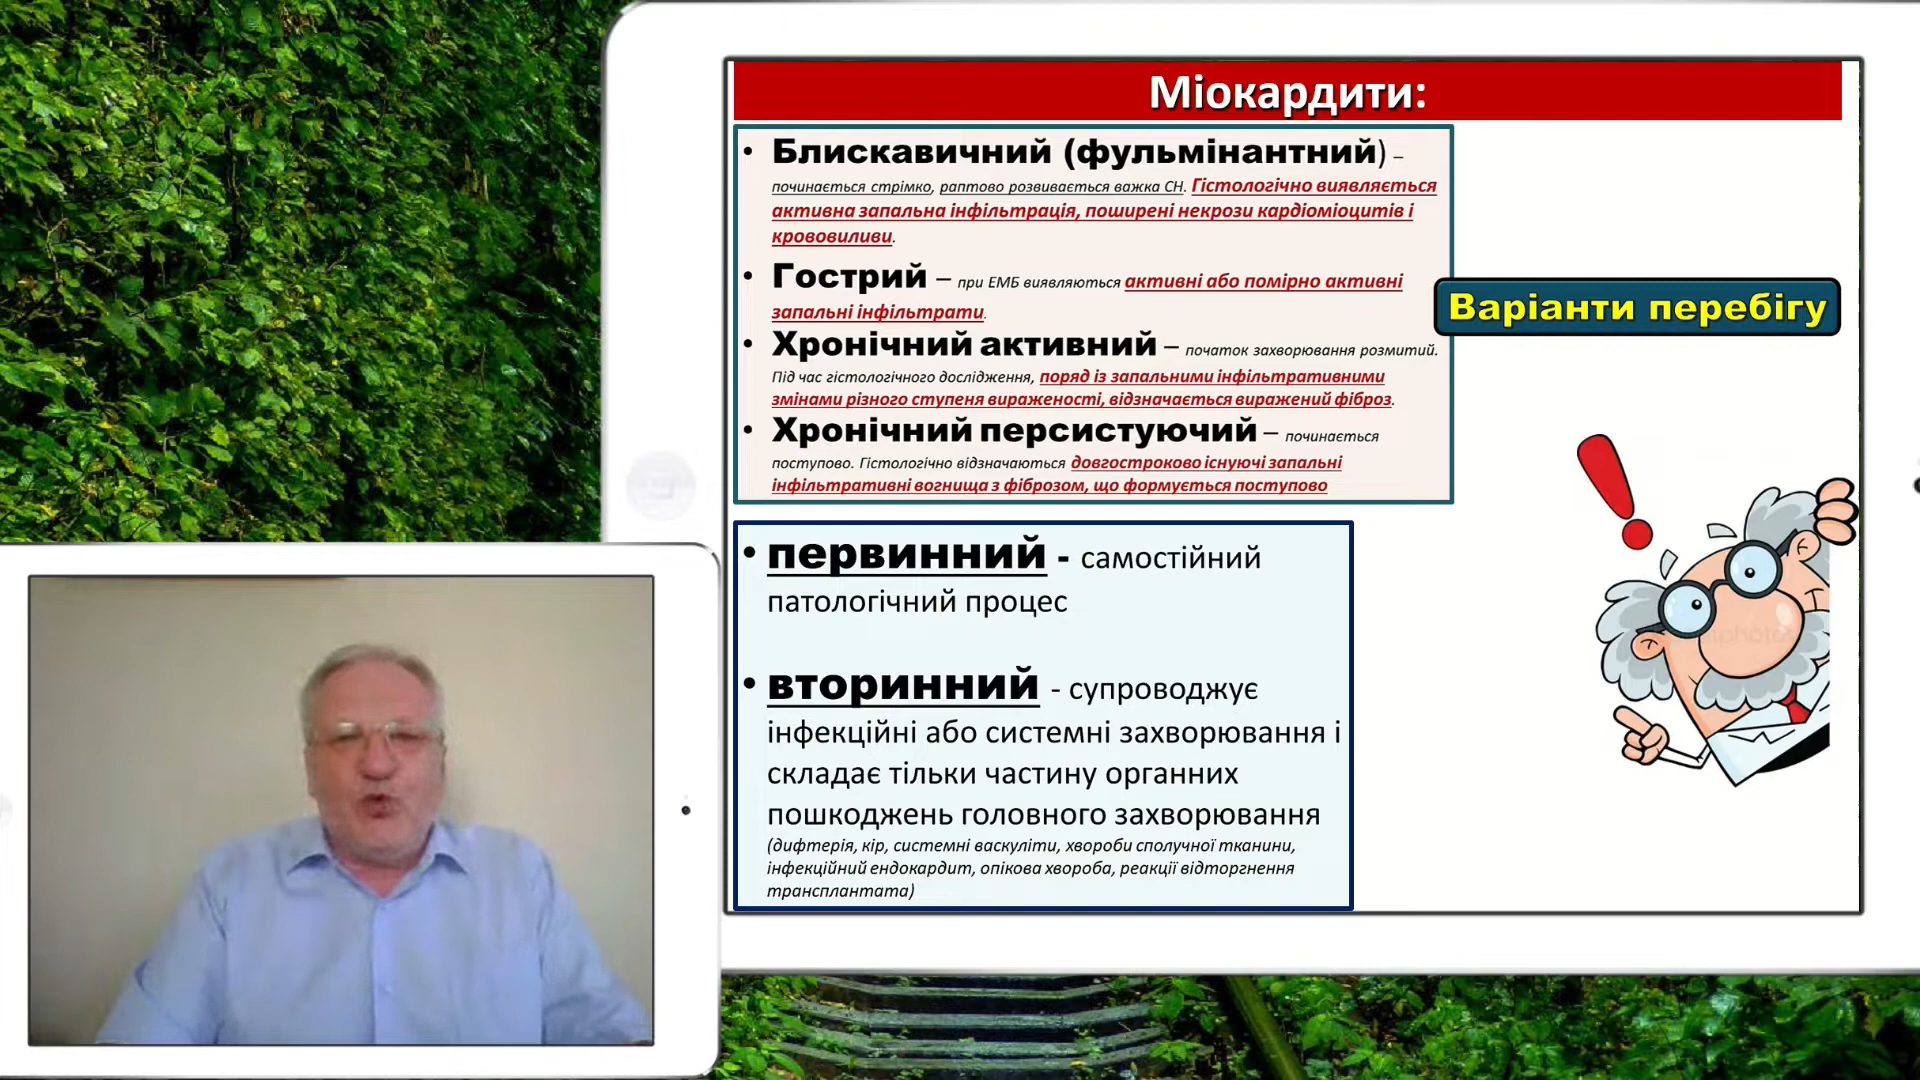 Міокардити:
• Блискавичний (фульмінантний) –
починається стрімко, раптово розвивається важка СН. Гістологічно виявляється
активна запальна інфільтрація, поширені некрози кардіоміоцитів і
крововиливи.
• Гострий – при ЕМБ виявляються активні або помірно активні
запальні інфільтрати.
• Хронічний активний – початок захворювання розмитий.
Під час гістологічного дослідження, поряд із запальними інфільтративними
змінами різного ступеня вираженості, відзначається виражений фіброз.
• Хронічний персистуючий – починається
поступово. Гістологічно відзначаються довгостроково існуючі запальні
інфільтративні вогнища з фіброзом, що формується поступово
Варіанти перебігу
• первинний - самостійний
патологічний процес
• вторинний - супроводжує
інфекційні або системні захворювання і
складає тільки частину органних
пошкоджень головного захворювання
(дифтерія, кір, системні васкуліти, хвороби сполучної тканини,
інфекційний ендокардит, опікова хвороба, реакції відторгнення
трансплантата)